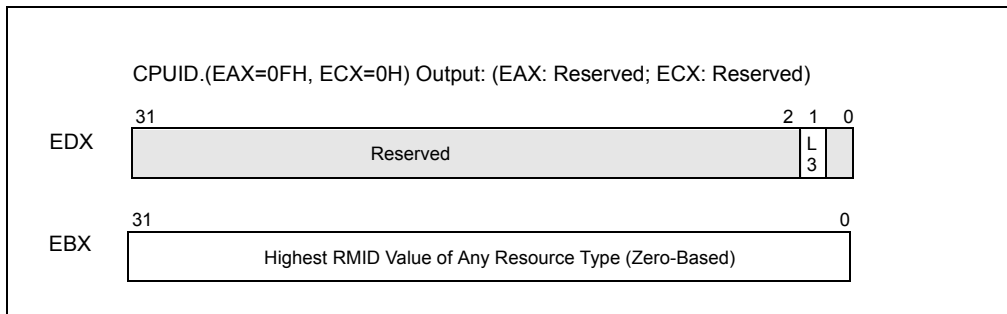 CPUID.(EAX=0FH, ECX=0H) Output: (EAX: Reserved; ECX: Reserved)
31 2 1 0
EDX Reserved L
3
31 0
EBX Highest RMID Value of Any Resource Type (Zero-Based)